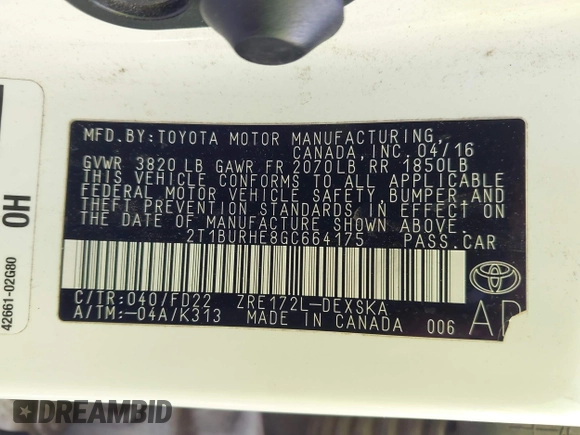 MFD. BY: TOYOTA MOTOR MANUFACTURING
CANADA, INC. 04/16
GVWR 3820 LB GAWR FR 2070LB RR 1850LB
THIS VEHICLE CONFORMS TO ALL APPLICABLE
FEDERAL MOTOR VEHICLE SAFETY, BUMPER, AND
THEFT PREVENTION STANDARDS IN EFFECT ON
THE DATE OF MANUFACTURE SHOWN ABOVE.
2T1BURHE8GC664175 PASS. CAR
C/TR: 040/FD22 ZRE172L-DEXSKA
A/TM: -04A/K313 MADE IN CANADA 006
0H
42661-02G80
DREAMBID